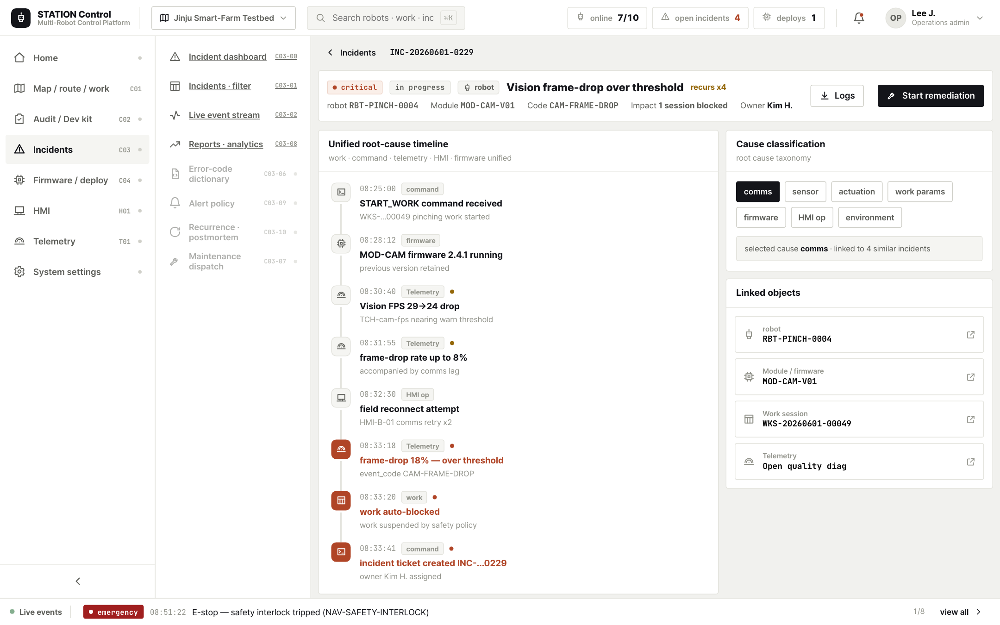 STATION Control
Multi-Robot Control Platform
Jinju Smart-Farm Testbed
Search robots · work · inc
⌘K
online 7/10
open incidents 4
deploys 1
OP
Lee J.
Operations admin
Home
Map / route / work C01
Audit / Dev kit C02
Incidents C03
Firmware / deploy C04
HMI H01
Telemetry T01
System settings
Incident dashboard C03-00
Incidents · filter C03-01
Live event stream C03-02
Reports · analytics C03-08
Error-code
dictionary C03-06
Alert policy C03-09
Recurrence ·
postmortem C03-10
Maintenance
dispatch C03-07
Incidents INC-20260601-0229
critical in progress robot Vision frame-drop over threshold recurs x4
robot RBT-PINCH-0004 Module MOD-CAM-V01 Code CAM-FRAME-DROP Impact 1 session blocked Owner Kim H.
Logs
Start remediation
Unified root-cause timeline
work · command · telemetry · HMI · firmware unified
08:25:00 command
START_WORK command received
WKS-…00049 pinching work started
08:28:12 firmware
MOD-CAM firmware 2.4.1 running
previous version retained
08:30:40 Telemetry
Vision FPS 29→24 drop
TCH-cam-fps nearing warn threshold
08:31:55 Telemetry
frame-drop rate up to 8%
accompanied by comms lag
08:32:30 HMI op
field reconnect attempt
HMI-B-01 comms retry x2
08:33:18 Telemetry
frame-drop 18% — over threshold
event_code CAM-FRAME-DROP
08:33:20 work
work auto-blocked
work suspended by safety policy
08:33:41 command
incident ticket created INC-…0229
owner Kim H. assigned
Cause classification
root cause taxonomy
comms sensor actuation work params
firmware HMI op environment
selected cause comms · linked to 4 similar incidents
Linked objects
robot
RBT-PINCH-0004
Module / firmware
MOD-CAM-V01
Work session
WKS-20260601-00049
Telemetry
Open quality diag
Live events emergency 08:51:22 E-stop — safety interlock tripped (NAV-SAFETY-INTERLOCK) 1/8 view all